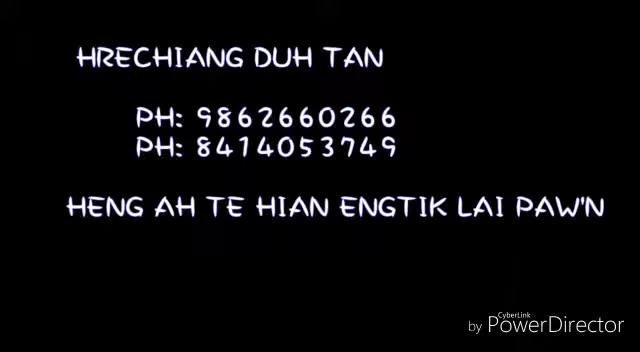 HRECHIANG DUH TAN
PH: 9862660266
PH: 8414053749
HENG AH TE HIAN ENGTIK LAI PAW'N
CyberLink
by PowerDirector